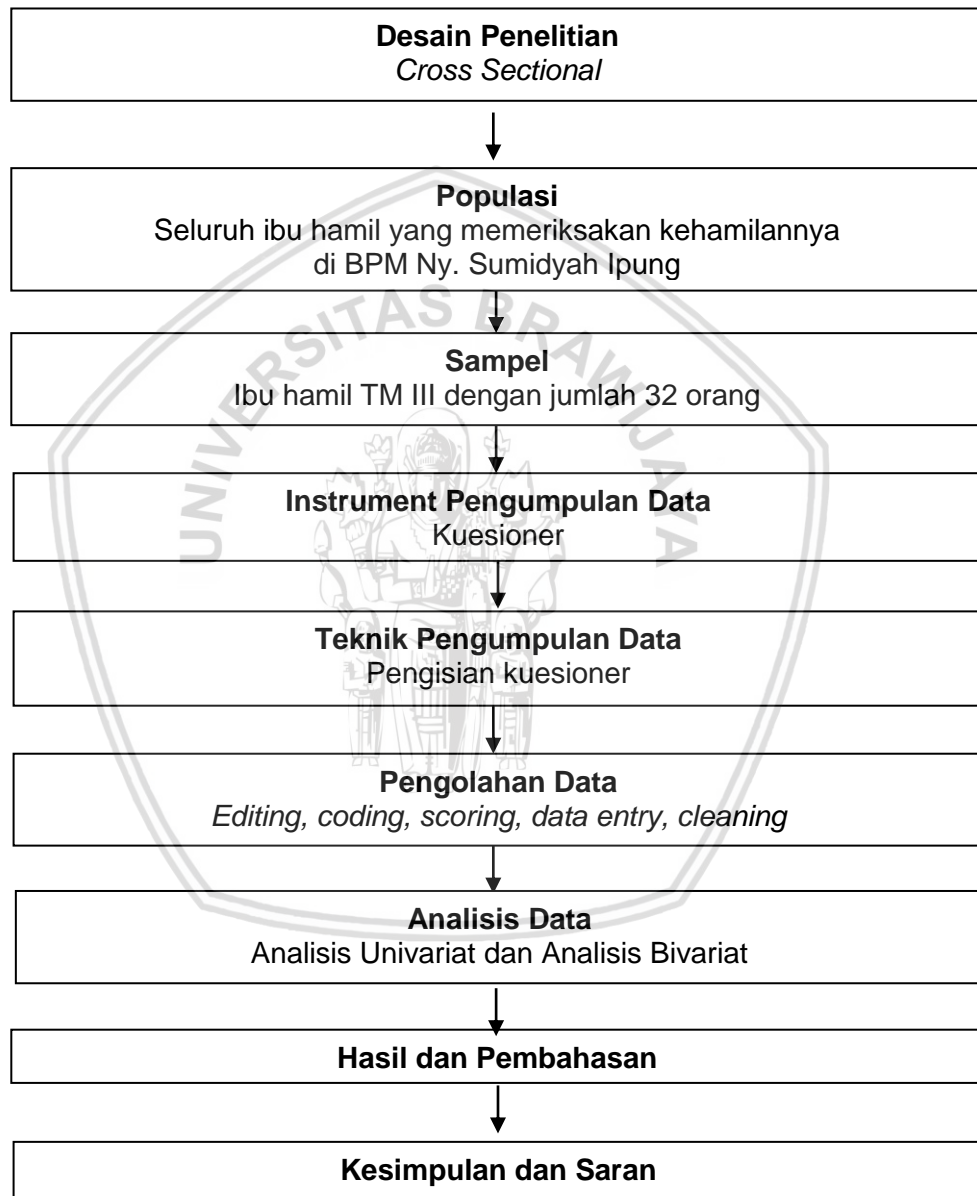 Desain Penelitian
Cross Sectional
Populasi
Seluruh ibu hamil yang memeriksakan kehamilannya
di BPM Ny. Sumidyah Ipung
UNIVERSITAS BRAWIJAYA
Sampel
Ibu hamil TM III dengan jumlah 32 orang
Instrument Pengumpulan Data
Kuesioner
Teknik Pengumpulan Data
Pengisian kuesioner
Pengolahan Data
Editing, coding, scoring, data entry, cleaning
Analisis Data
Analisis Univariat dan Analisis Bivariat
Hasil dan Pembahasan
Kesimpulan dan Saran